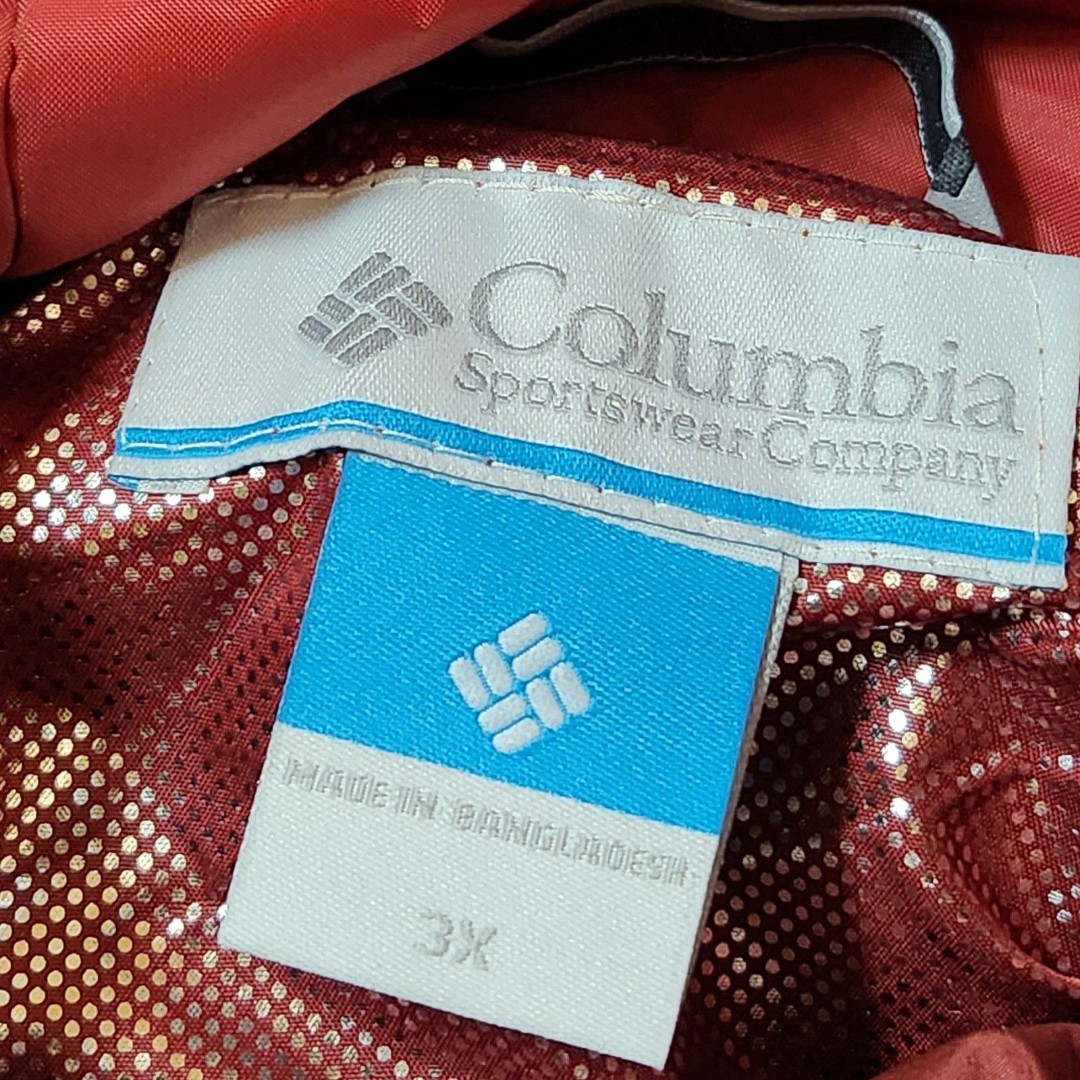 Columbia
Sportswear Company
MADE IN BANGLADESH
3X